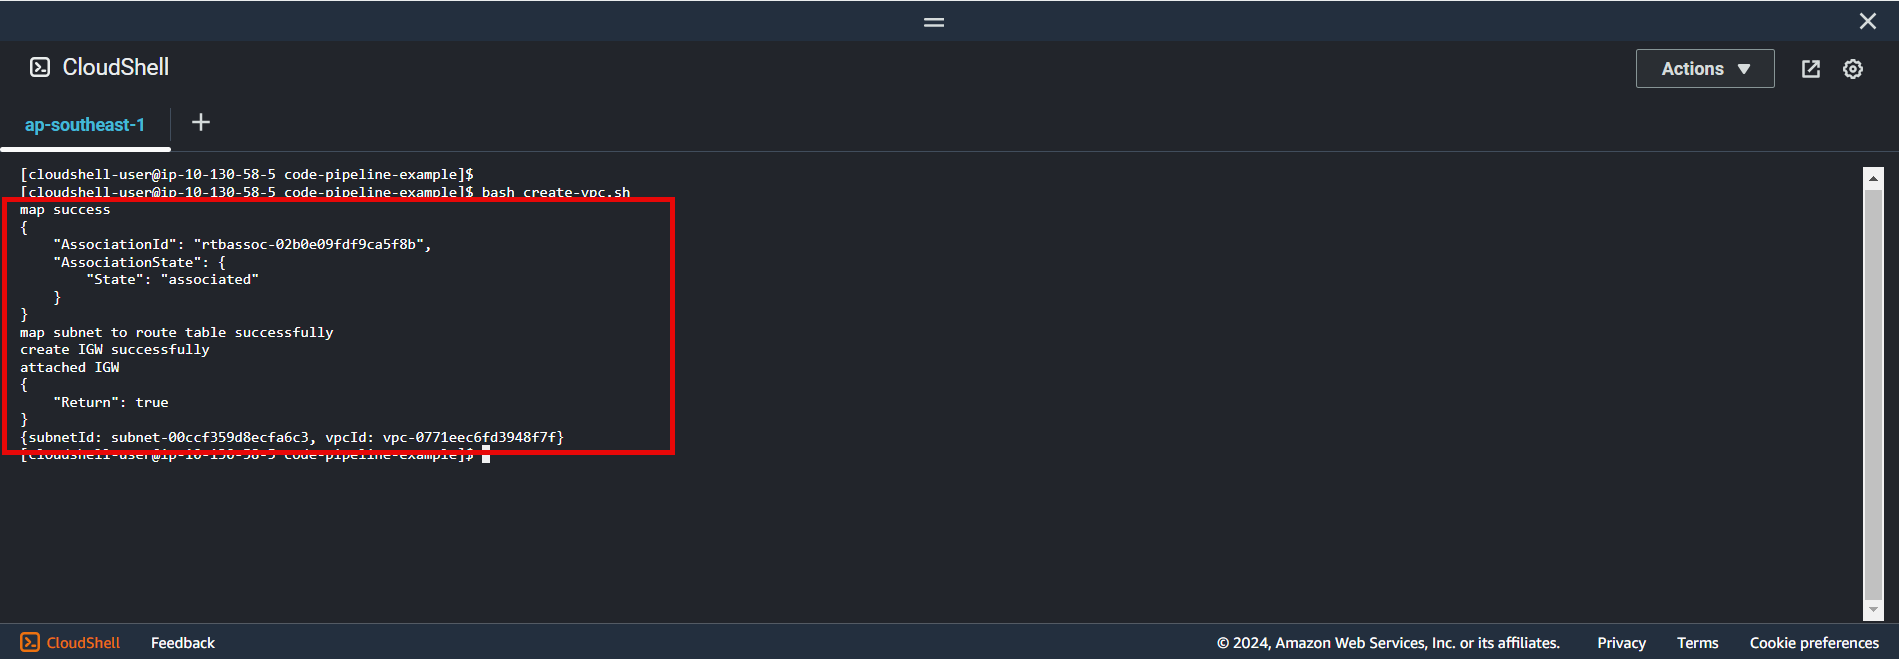 CloudShell
Actions
ap-southeast-1
[cloudshell-user@ip-10-130-58-5 code-pipeline-example]$
[cloudshell-user@ip-10-130-58-5 code-pipeline-example]$ bash create-vpc.sh
map success
{
    "AssociationId": "rtbassoc-02b0e09fdf9ca5f8b",
    "AssociationState": {
        "State": "associated"
    }
}
map subnet to route table successfully
create IGW successfully
attached IGW
{
    "Return": true
}
{subnetId: subnet-00ccf359d8ecfa6c3, vpcId: vpc-0771eec6fd3948f7f}
[cloudshell-user@ip-10-130-58-5 code-pipeline-example]$
CloudShell Feedback © 2024, Amazon Web Services, Inc. or its affiliates. Privacy Terms Cookie preferences